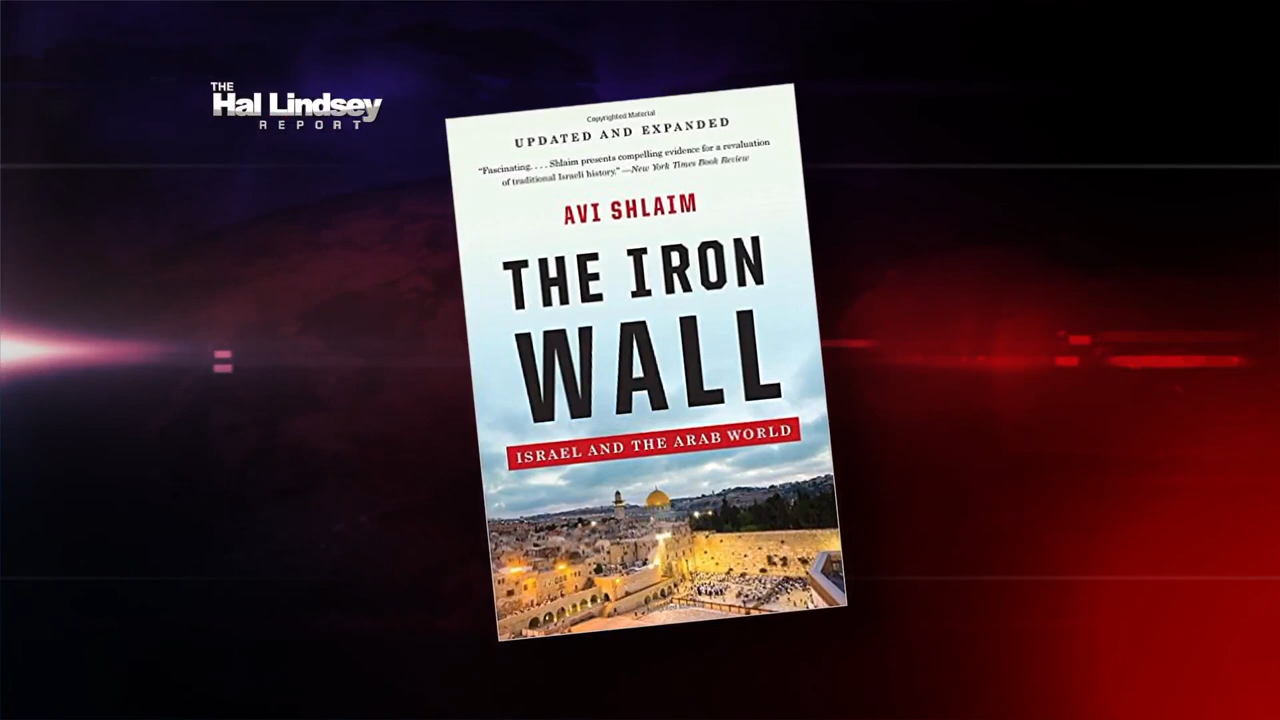 THE
Hal Lindsey
REPORT
Copyrighted Material
UPDATED AND EXPANDED
"Fascinating. . . . Shlaim presents compelling evidence for a revaluation
of traditional Israeli history." —New York Times Book Review
AVI SHLAIM
THE IRON
WALL
ISRAEL AND THE ARAB WORLD